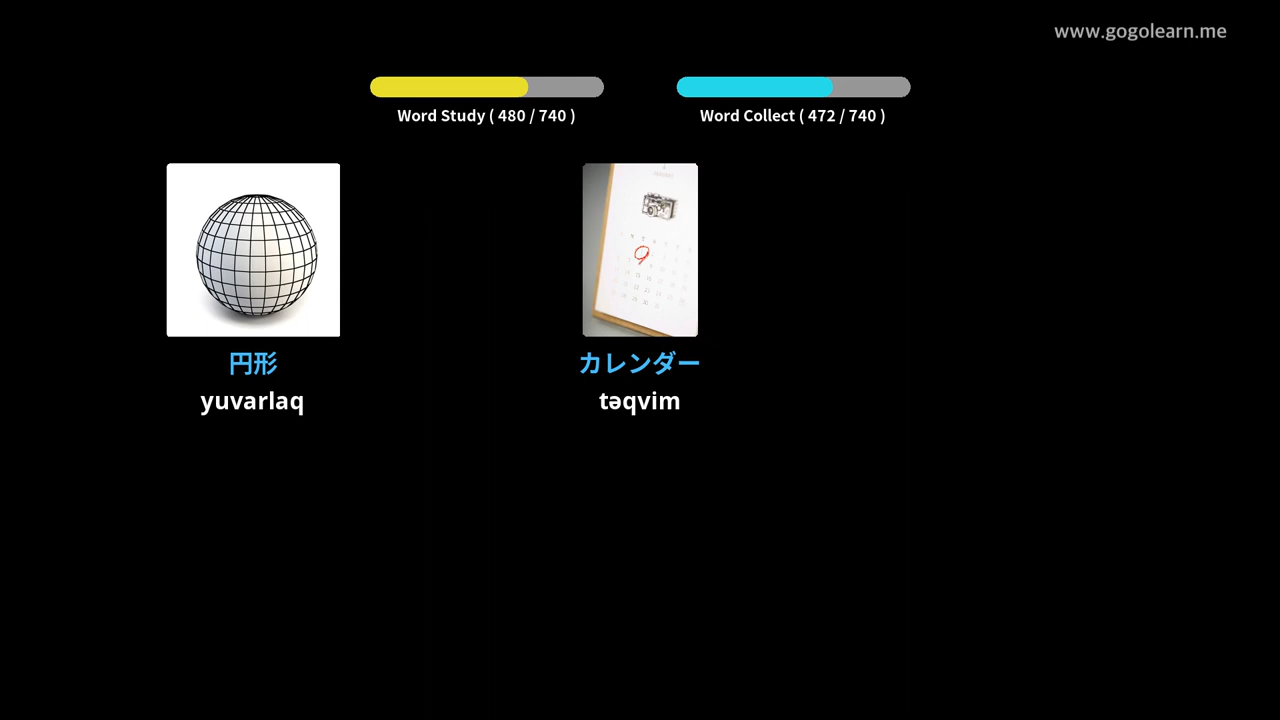 www.gogolearn.me
Word Study ( 480 / 740 )
Word Collect ( 472 / 740 )
9
円形
カレンダー
yuvarlaq
təqvim